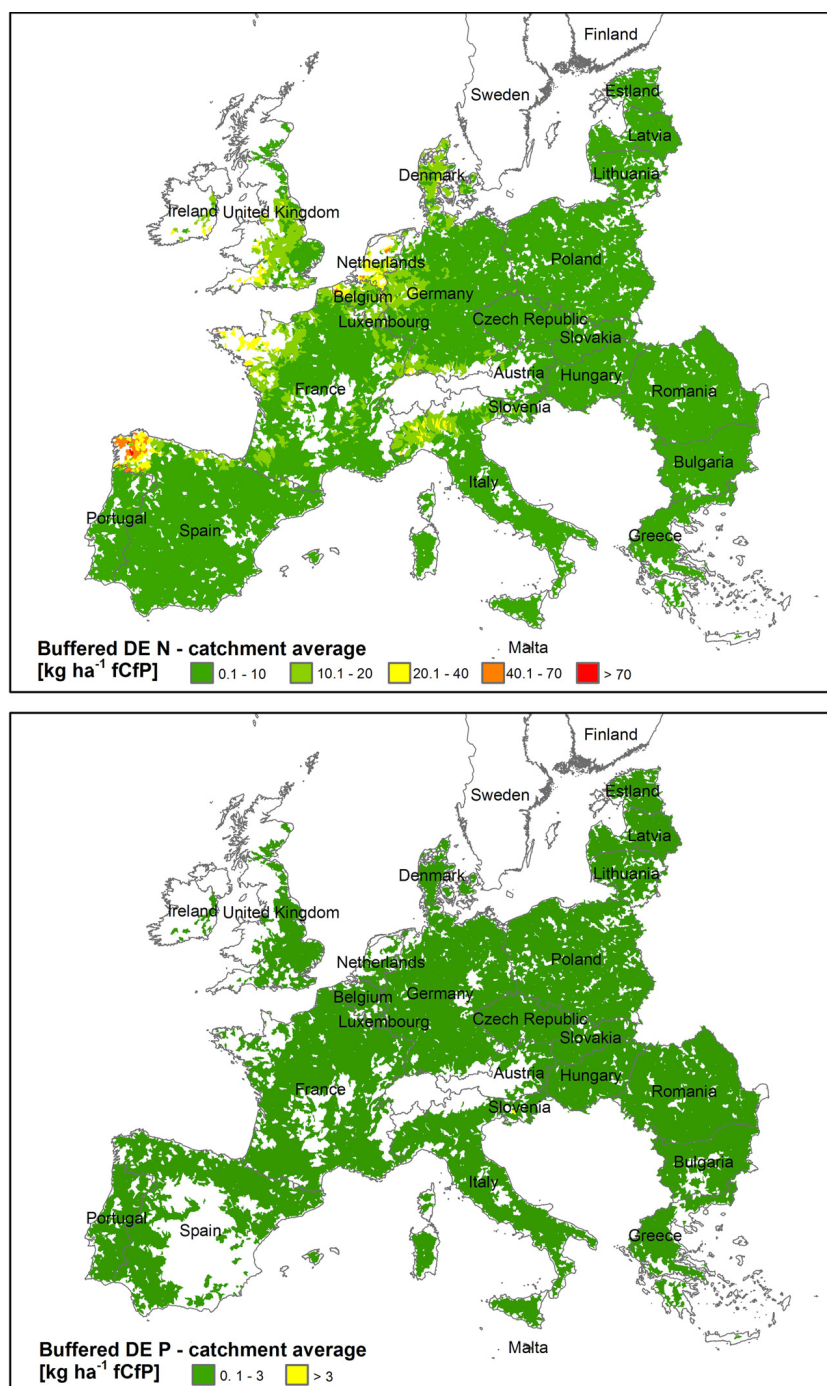 Finland
Sweden
Estland
Latvia
Lithuania
Denmark
Ireland United Kingdom
Netherlands
Poland
Belgium Germany
Luxembourg
Czech Republic
Slovakia
Austria
Hungary
France
Slovenia
Romania
Italy
Bulgaria
Portugal
Spain
Greece
Malta
Buffered DE N - catchment average
[kg ha-1 fCfP]
0.1 - 10
10.1 - 20
20.1 - 40
40.1 - 70
> 70
Finland
Sweden
Estland
Latvia
Lithuania
Denmark
Ireland United Kingdom
Netherlands
Poland
Belgium Germany
Luxembourg
Czech Republic
Slovakia
Austria
Hungary
France
Slovenia
Romania
Italy
Bulgaria
Portugal
Spain
Greece
Malta
Buffered DE P - catchment average
[kg ha-1 fCfP]
0. 1 - 3
> 3